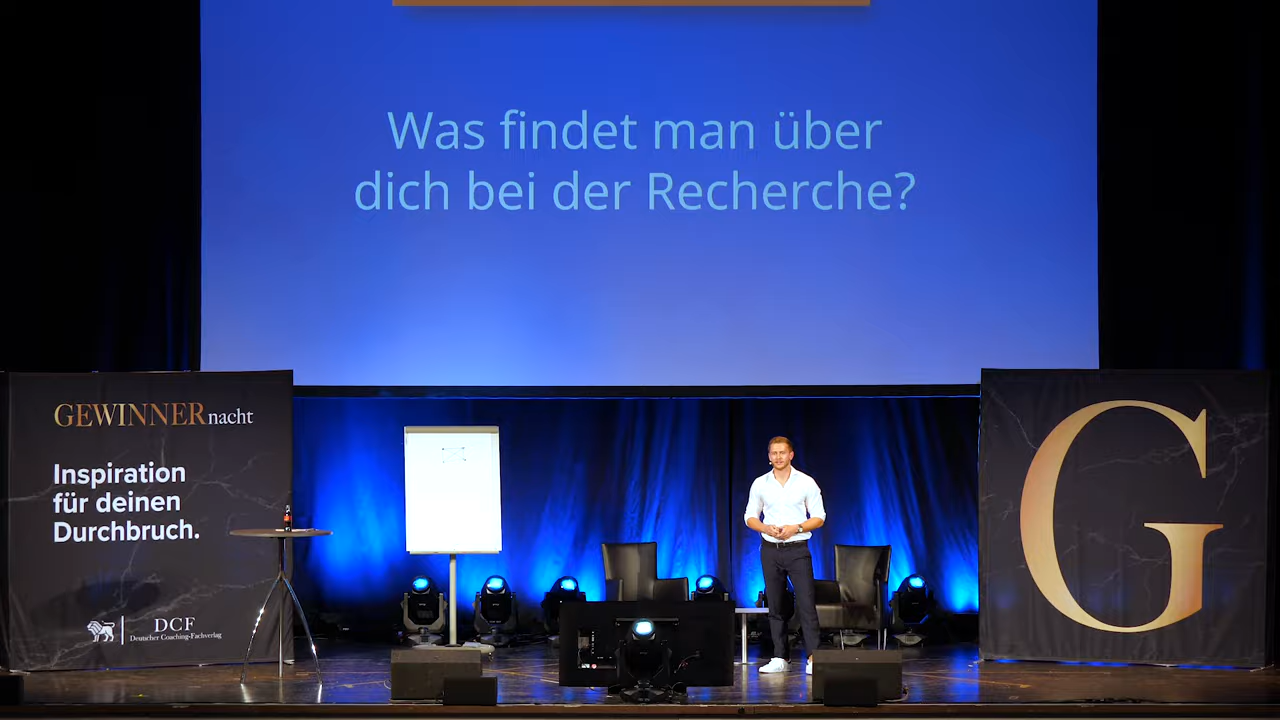 Was findet man über
dich bei der Recherche?
GEWINNERnacht
Inspiration
für deinen
Durchbruch.
DCF
Deutscher Coaching-Fachverlag
G